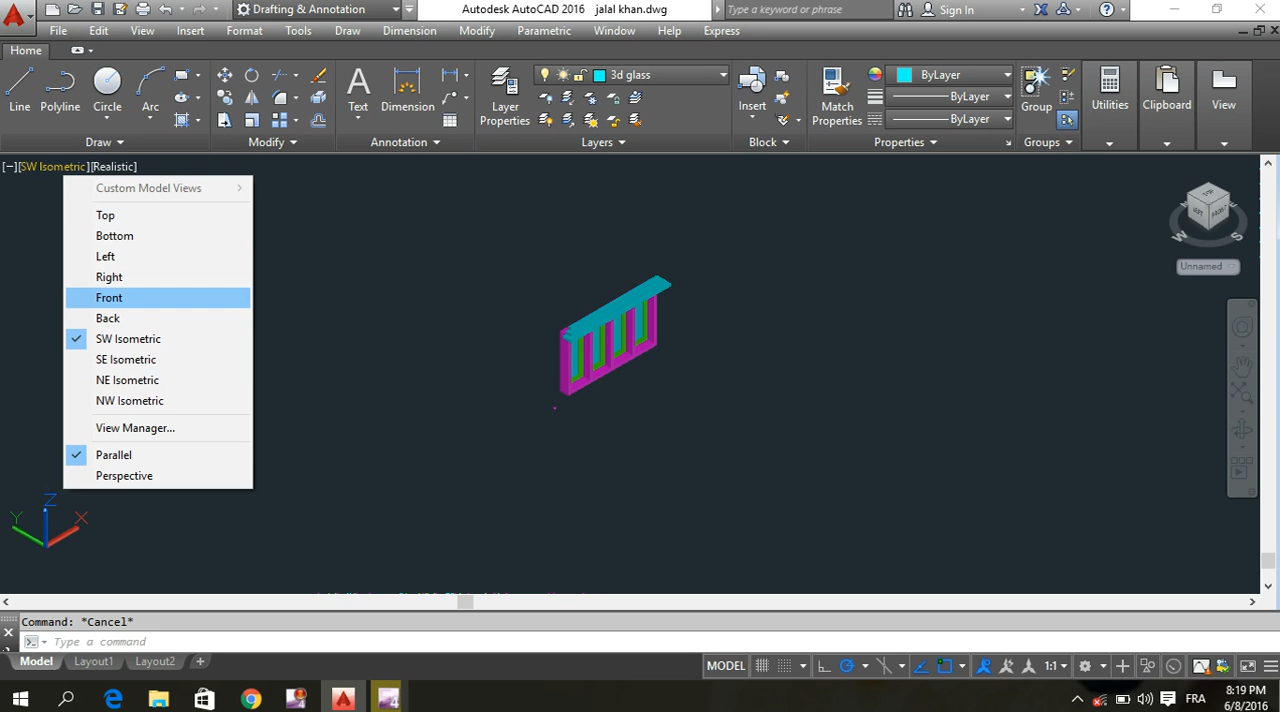 Drafting & Annotation
Autodesk AutoCAD 2016 jalal khan.dwg
Type a keyword or phrase
Sign In
File Edit View Insert Format Tools Draw Dimension Modify Parametric Window Help Express
Home
Line Polyline Circle Arc
Text Dimension
Layer Properties
3d glass
Insert
Match Properties
ByLayer
ByLayer
ByLayer
Group
Utilities
Clipboard
View
Draw Modify Annotation Layers Block Properties Groups
[−][SW Isometric][Realistic]
Custom Model Views
Top
Bottom
Left
Right
Front
Back
SW Isometric
SE Isometric
NE Isometric
NW Isometric
View Manager...
Parallel
Perspective
TOP
LEFT
FRONT
W S
Unnamed
Z
Y X
Command: *Cancel*
Type a command
Model Layout1 Layout2 +
MODEL
1:1
FRA
8:19 PM
6/8/2016